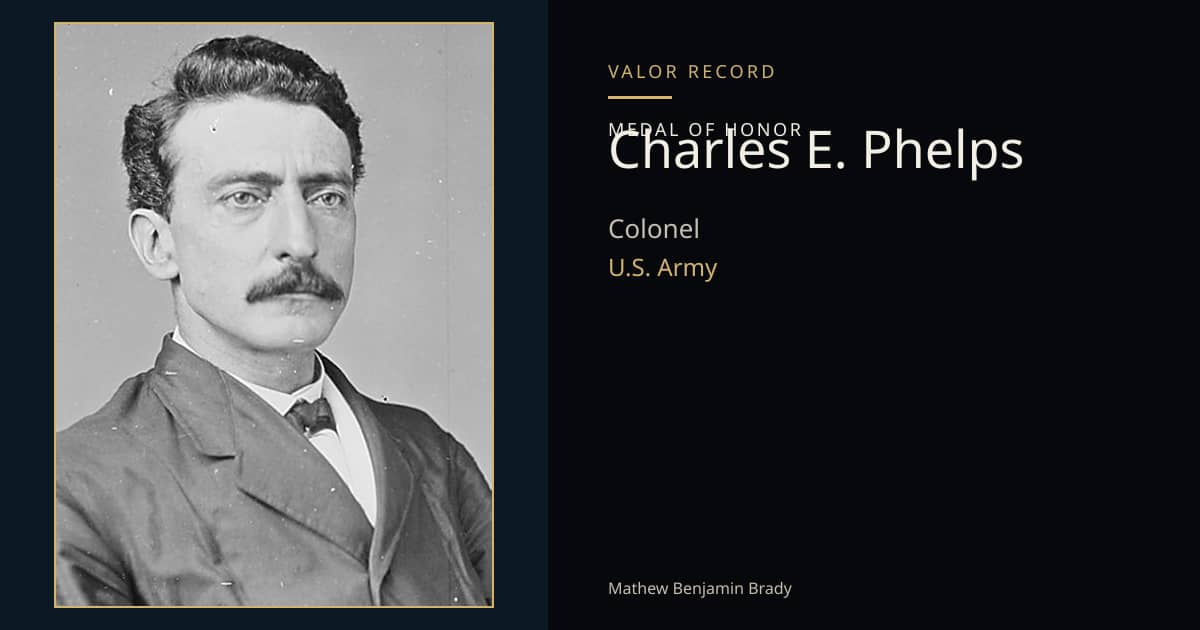 VALOR RECORD
MEDAL OF HONOR
Charles E. Phelps
Colonel
U.S. Army
Mathew Benjamin Brady